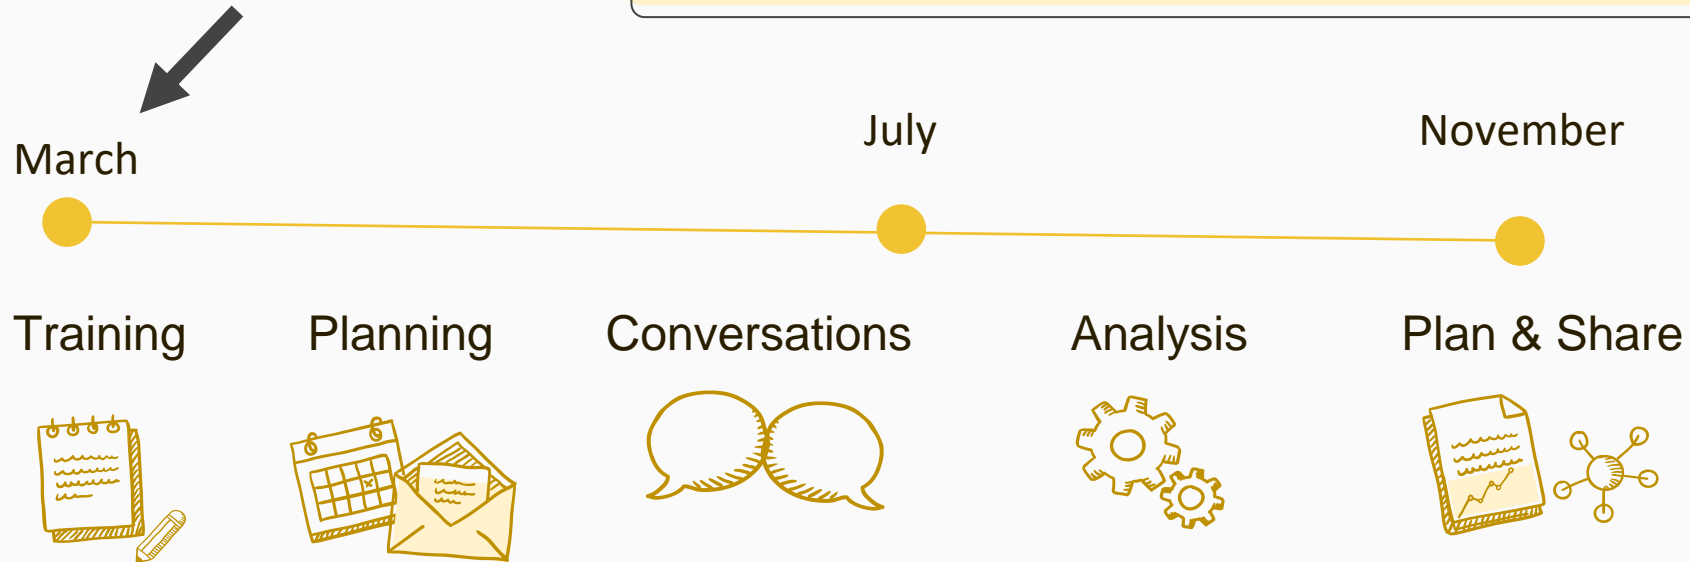 March
July
November
Training
Planning
Conversations
Analysis
Plan & Share